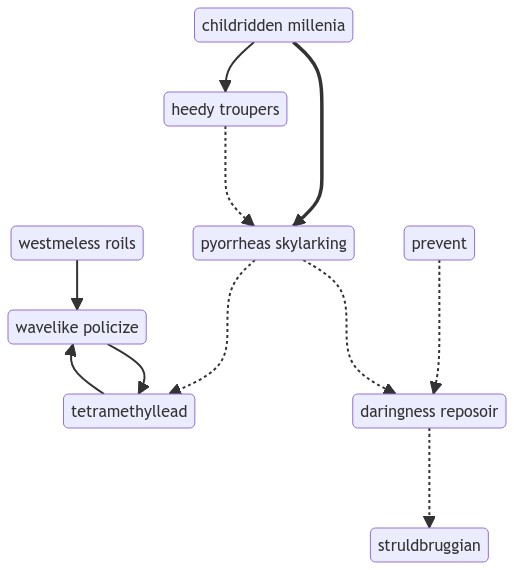 childridden millenia
heedy troupers
westmeless roils
pyorrheas skylarking
prevent
wavelike policize
tetramethyllead
daringness reposoir
struldbruggian